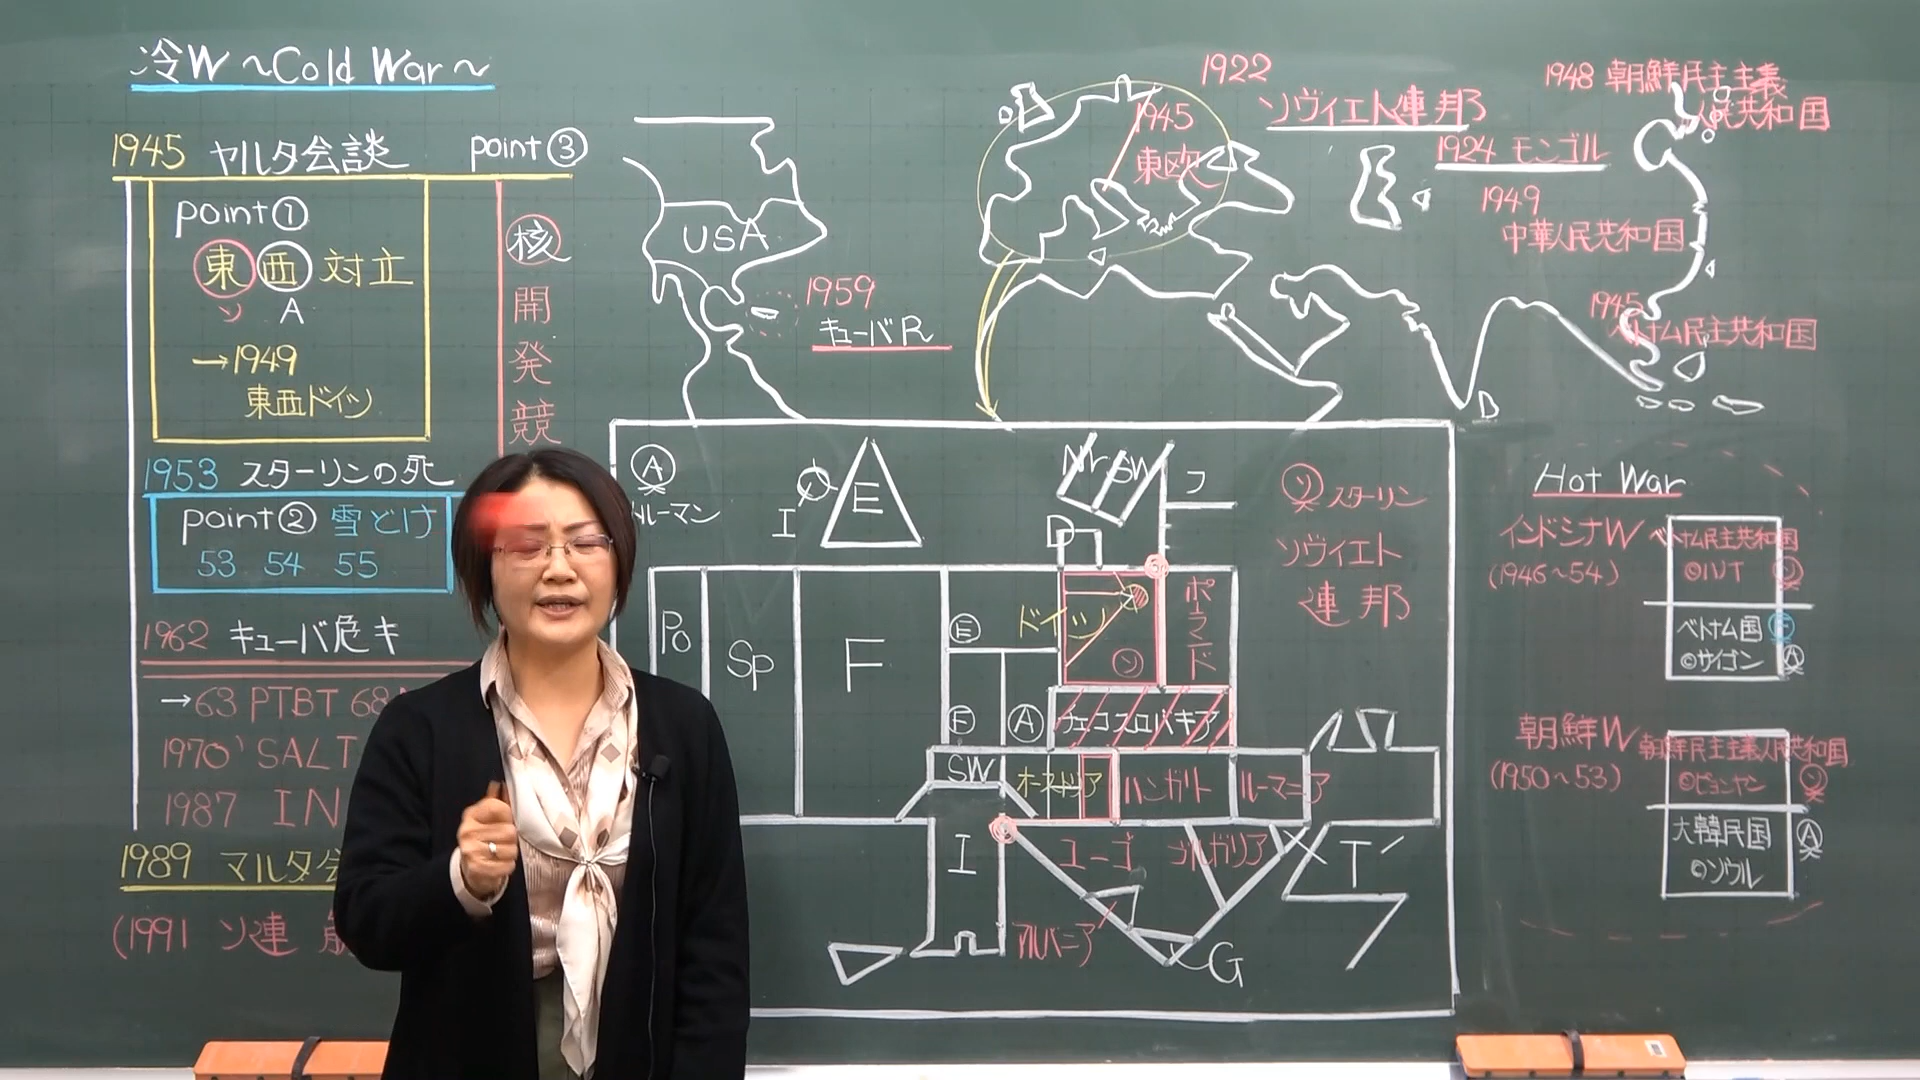 冷W ~Cold War~
1945 ヤルタ会談
point①
東西対立
ソ A
→1949
東西ドイツ
1953 スターリンの死
point② 雪どけ
53 54 55
1962 キューバ危キ
→63 PTBT 68
1970' SALT
1987 IN
1989 マルタ会
(1991 ソ連
point③
核
開
発
競
USA
1959
キューバR
1945
東欧
1922
ソヴィエト連邦
1924 モンゴル
1948 朝鮮民主主義
人民共和国
1949
中華人民共和国
1945
ベトナム民主共和国
Ⓐ
ルーマン
I
E
Nr SW
フ
D
ソ スターリン
ソヴィエト
連邦
Po
Sp
F
Ⓔ
Ⓕ
Ⓐ
ドイツ
ソ
ポーランド
チェコスロバキア
SW
オーストリア
ハンガリー
ルーマニア
I
ユーゴ
ブルガリア
T
アルバニア
G
Hot War
インドシナW
(1946~54)
ベトナム民主共和国
ソ
ベトナム国 F
◎サイゴン Ⓐ
朝鮮W
(1950~53)
朝鮮民主主義人民共和国
◎ピョンヤン ソ
大韓民国 Ⓐ
◎ソウル